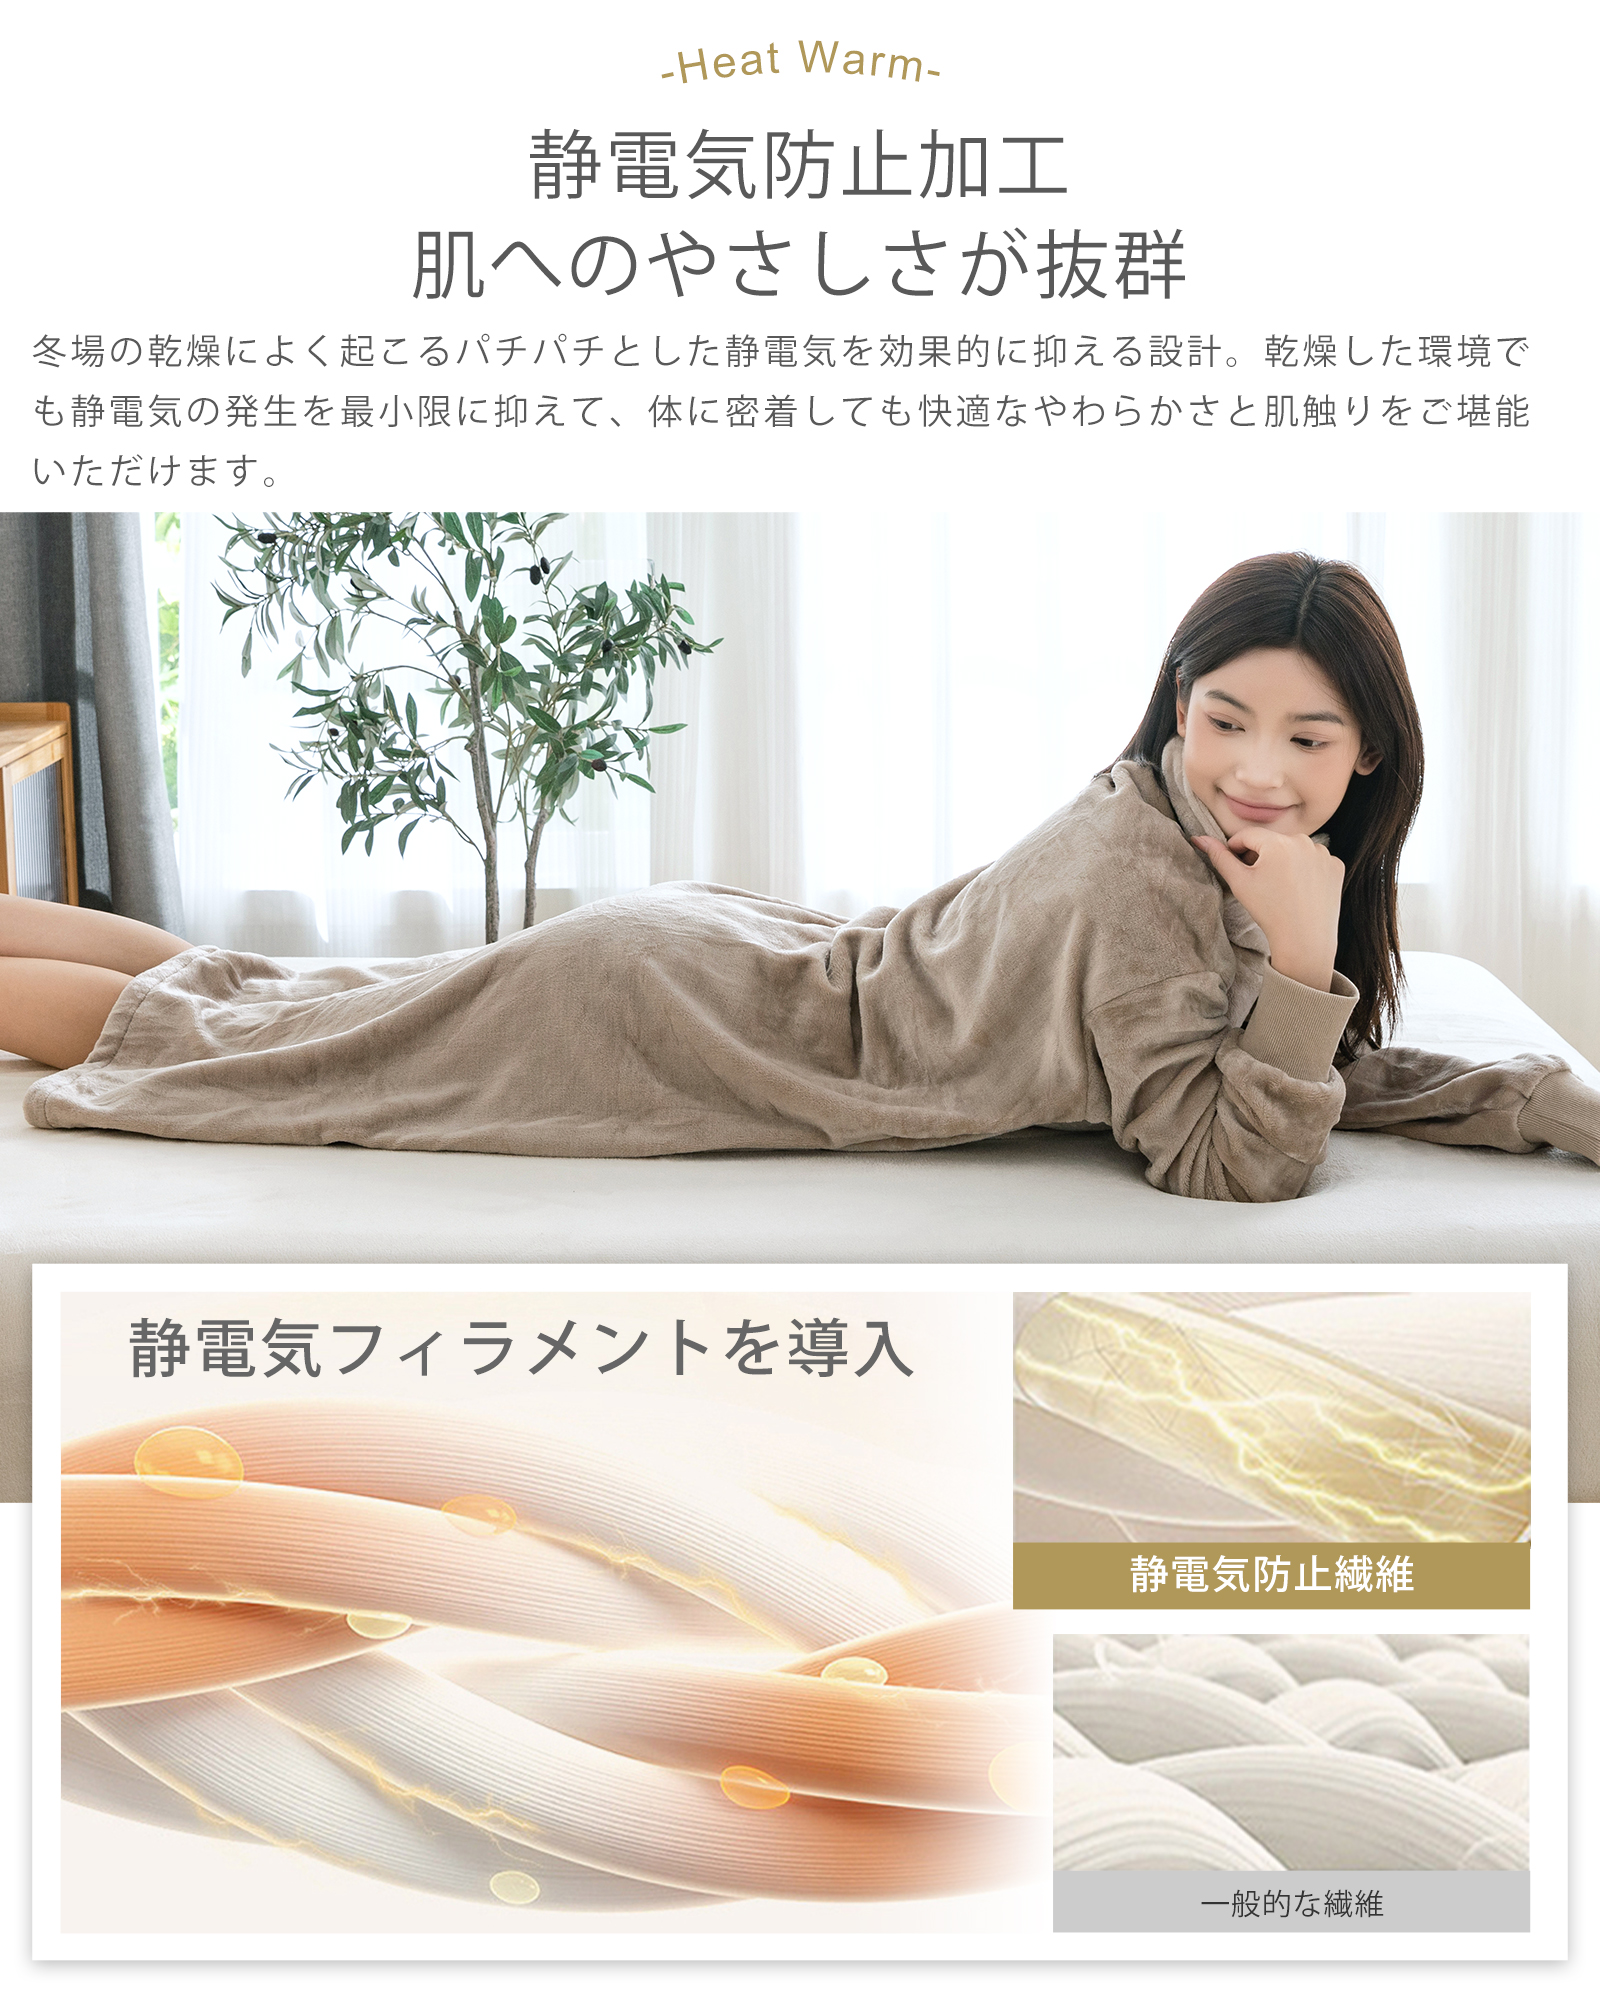 -Heat Warm-
静電気防止加工
肌へのやさしさが抜群
冬場の乾燥によく起こるパチパチとした静電気を効果的に抑える設計。乾燥した環境で
も静電気の発生を最小限に抑えて、体に密着しても快適なやわらかさと肌触りをご堪能
いただけます。
静電気フィラメントを導入
静電気防止繊維
一般的な繊維